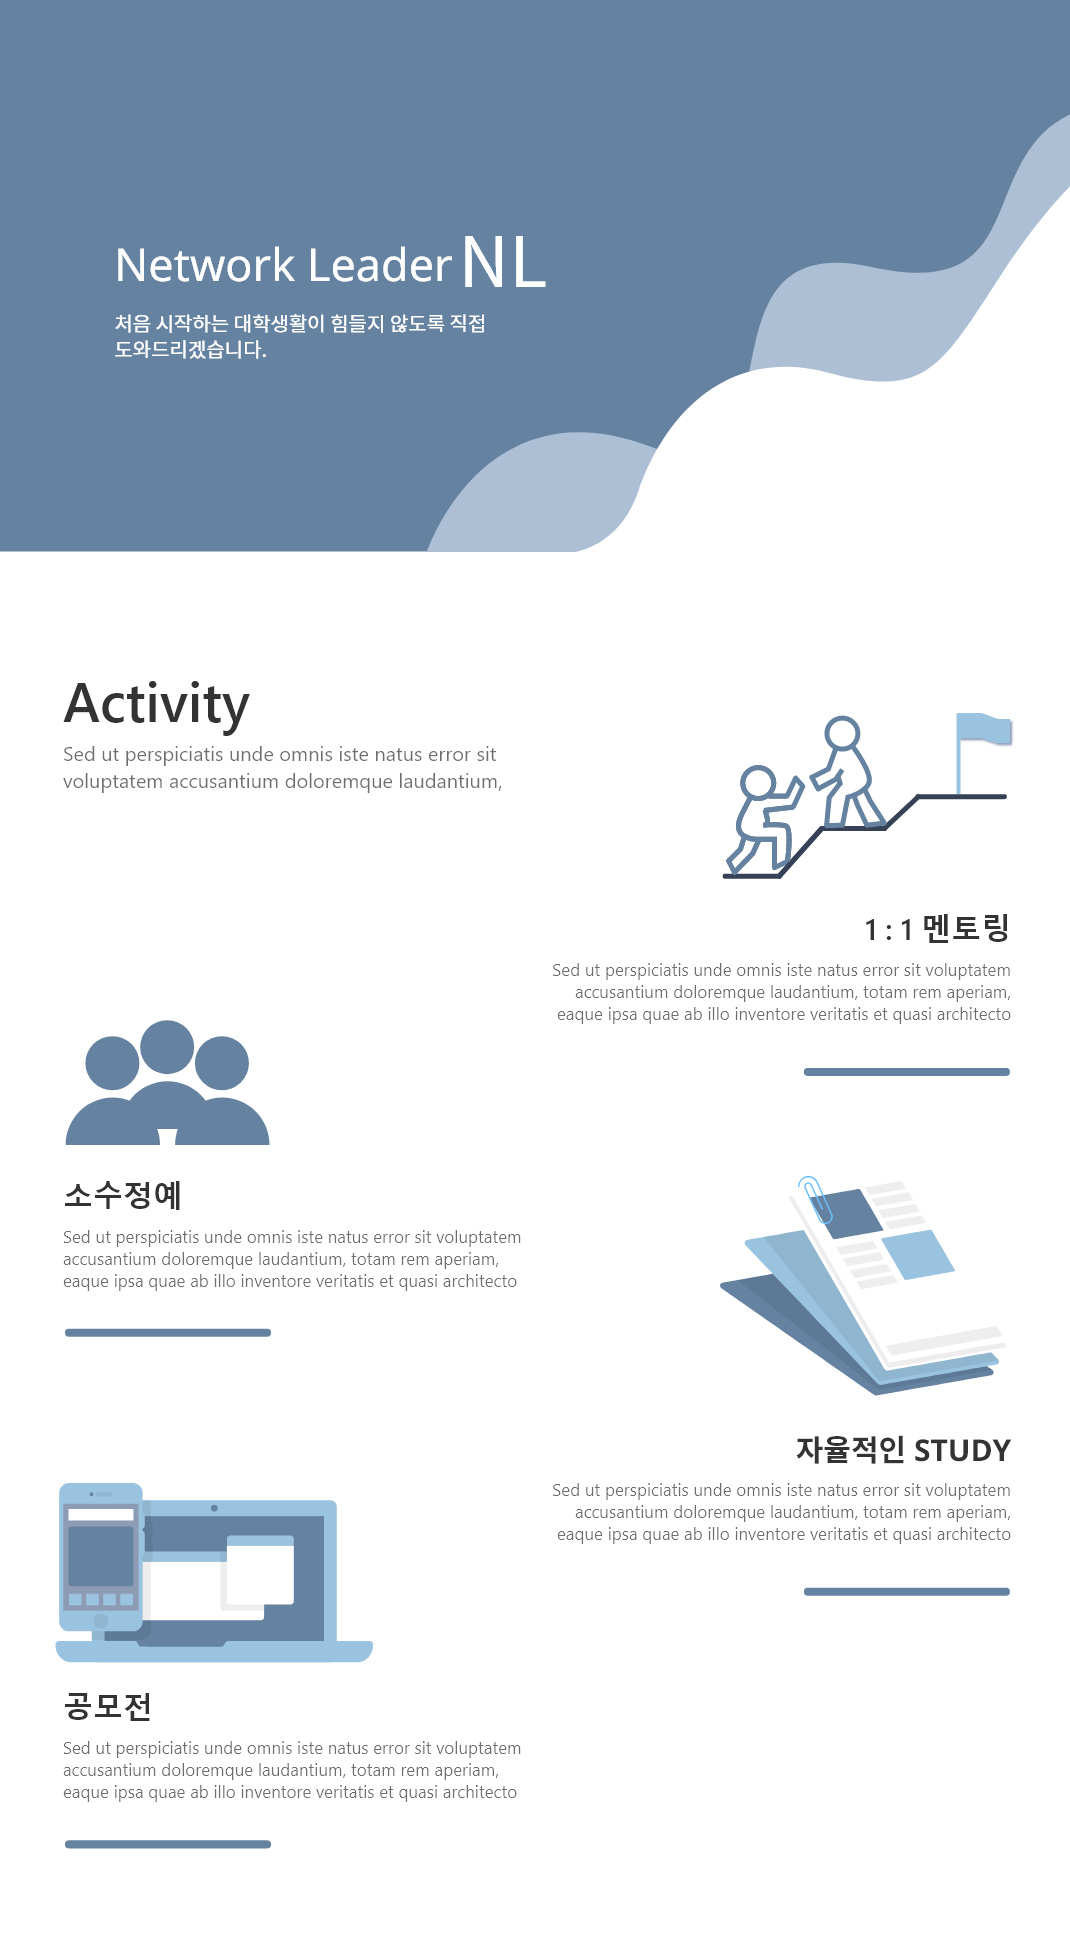 Network Leader NL
처음 시작하는 대학생활이 힘들지 않도록 직접
도와드리겠습니다.
Activity
Sed ut perspiciatis unde omnis iste natus error sit
voluptatem accusantium doloremque laudantium,
1 : 1 멘토링
Sed ut perspiciatis unde omnis iste natus error sit voluptatem
accusantium doloremque laudantium, totam rem aperiam,
eaque ipsa quae ab illo inventore veritatis et quasi architecto
소수정예
Sed ut perspiciatis unde omnis iste natus error sit voluptatem
accusantium doloremque laudantium, totam rem aperiam,
eaque ipsa quae ab illo inventore veritatis et quasi architecto
자율적인 STUDY
Sed ut perspiciatis unde omnis iste natus error sit voluptatem
accusantium doloremque laudantium, totam rem aperiam,
eaque ipsa quae ab illo inventore veritatis et quasi architecto
공모전
Sed ut perspiciatis unde omnis iste natus error sit voluptatem
accusantium doloremque laudantium, totam rem aperiam,
eaque ipsa quae ab illo inventore veritatis et quasi architecto